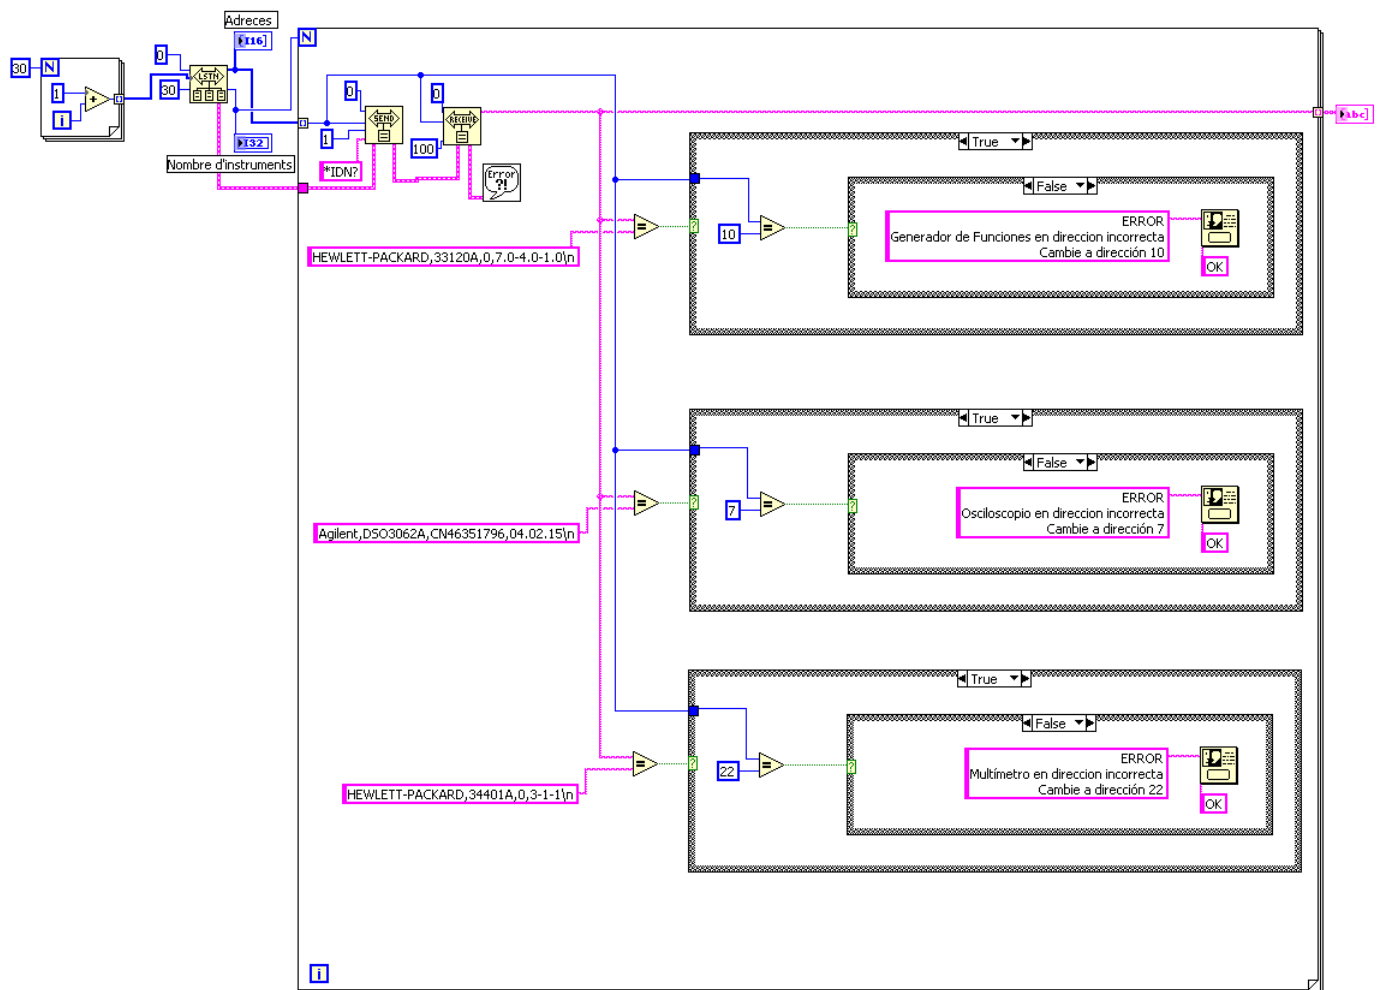 Adreces
I16
30
N
0
LSTN
1
30
+
i
I32
Nombre d'instruments
N
0
SEND
1
*IDN?
0
RECEIVE
100
Error
?!
Abc
HEWLETT-PACKARD,33120A,0,7.0-4.0-1.0\n
=
?
True
10
=
?
False
ERROR
Generador de Funciones en direccion incorrecta
Cambie a dirección 10
OK
Agilent,DSO3062A,CN46351796,04.02.15\n
=
?
True
7
=
?
False
ERROR
Osciloscopio en direccion incorrecta
Cambie a dirección 7
OK
HEWLETT-PACKARD,34401A,0,3-1-1\n
=
?
True
22
=
?
False
ERROR
Multímetro en direccion incorrecta
Cambie a dirección 22
OK
i